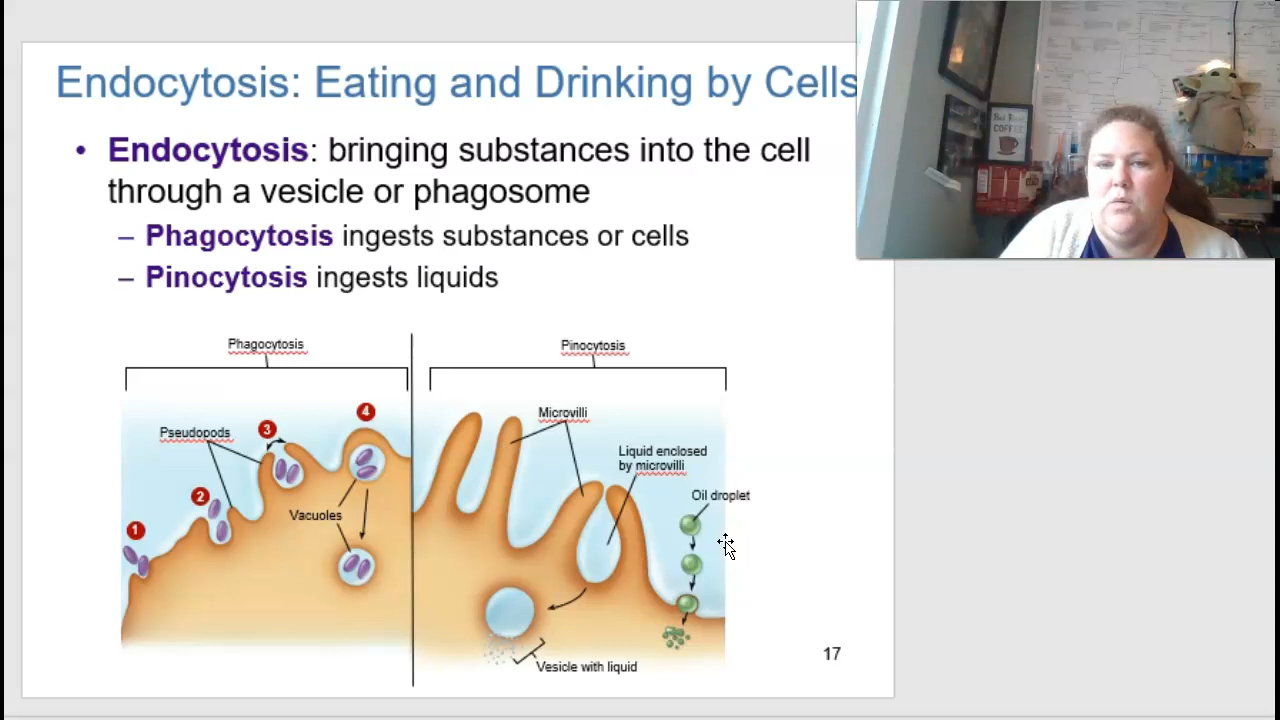 Endocytosis: Eating and Drinking by Cells
• Endocytosis: bringing substances into the cell
through a vesicle or phagosome
– Phagocytosis ingests substances or cells
– Pinocytosis ingests liquids
Phagocytosis
Pseudopods
1
2
3
4
Vacuoles
Pinocytosis
Microvilli
Liquid enclosed
by microvilli
Oil droplet
Vesicle with liquid
17
COFFEE